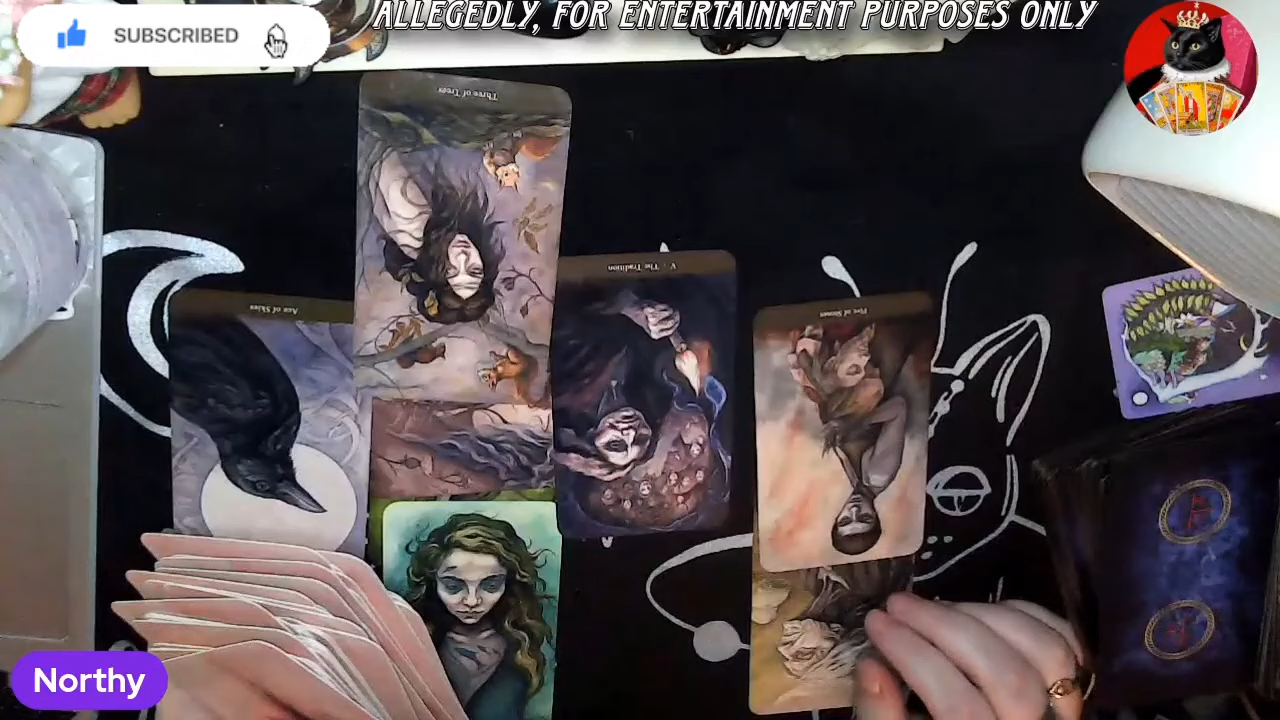 ALLEGEDLY, FOR ENTERTAINMENT PURPOSES ONLY
SUBSCRIBED
Three of Trees
V - The Tradition
Ace of Skies
Five of Stones
Northy